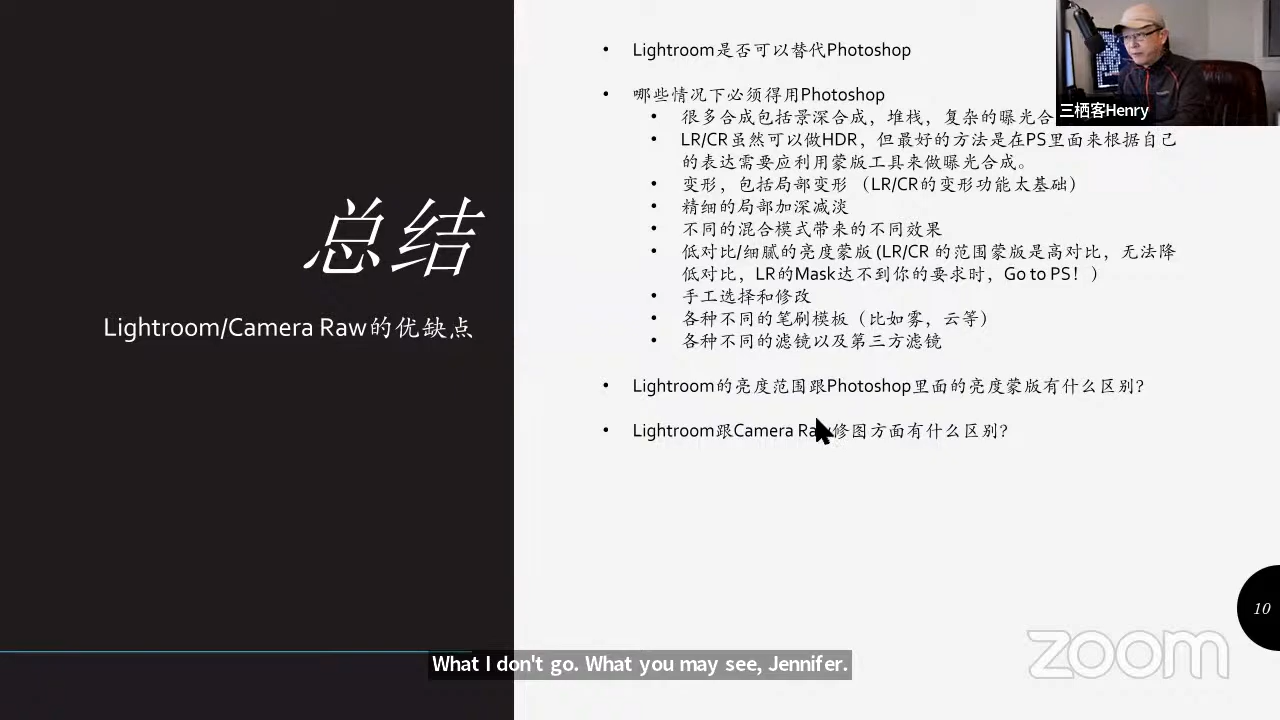 总结
Lightroom/Camera Raw的优缺点
• Lightroom是否可以替代Photoshop
• 哪些情况下必须得用Photoshop
• 很多合成包括景深合成，堆栈，复杂的曝光合
• LR/CR虽然可以做HDR，但最好的方法是在PS里面来根据自己
的表达需要应利用蒙版工具来做曝光合成。
• 变形，包括局部变形 （LR/CR的变形功能太基础）
• 精细的局部加深减淡
• 不同的混合模式带来的不同效果
• 低对比/细腻的亮度蒙版 (LR/CR 的范围蒙版是高对比，无法降
低对比，LR的Mask达不到你的要求时，Go to PS！）
• 手工选择和修改
• 各种不同的笔刷模板（比如雾，云等）
• 各种不同的滤镜以及第三方滤镜
• Lightroom的亮度范围跟Photoshop里面的亮度蒙版有什么区别？
• Lightroom跟Camera Raw修图方面有什么区别？
三栖客Henry
10
zoom
What I don't go. What you may see, Jennifer.